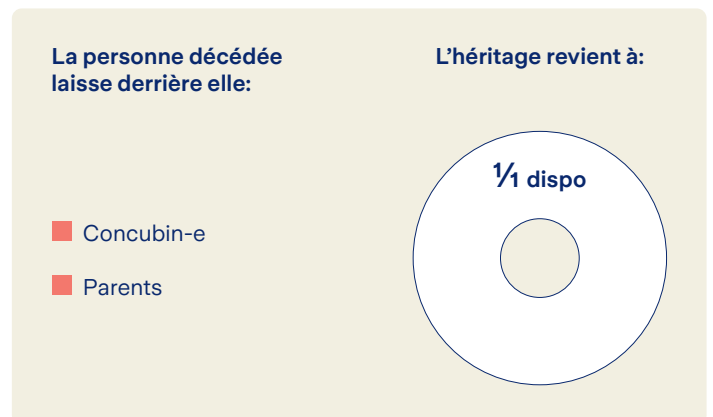 La personne décédée
laisse derrière elle:
L'héritage revient à:
1/1 dispo
Concubin-e
Parents